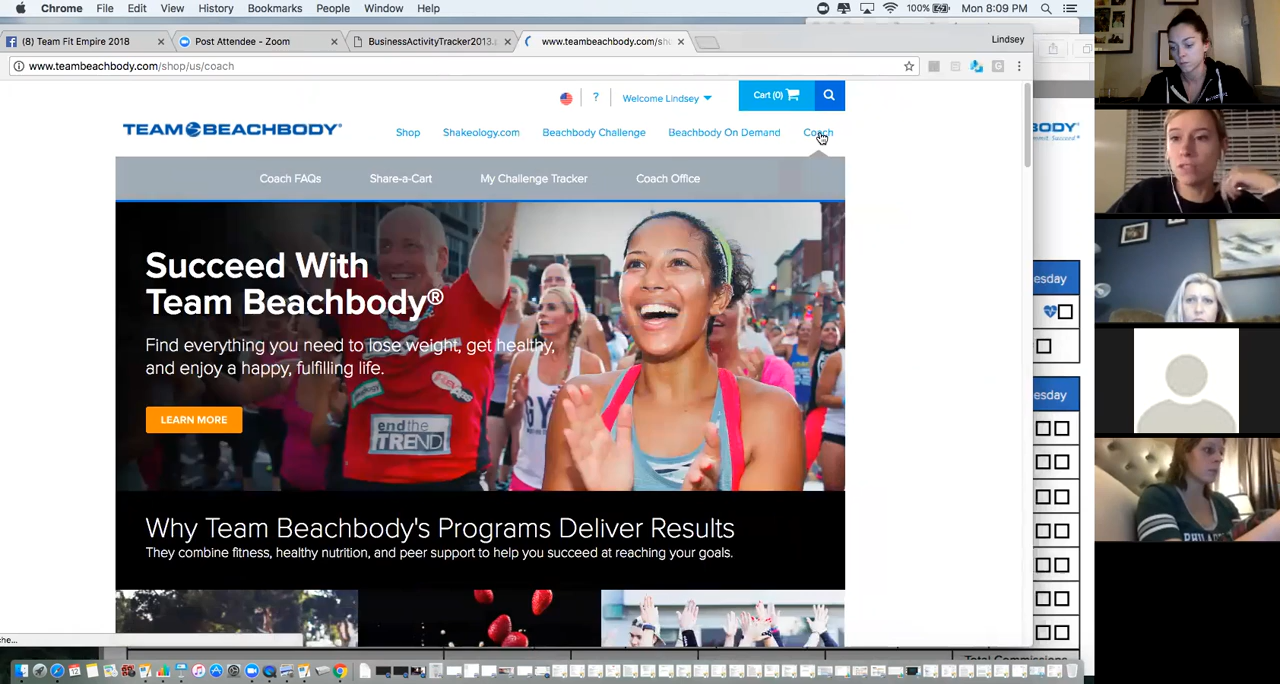 Chrome File Edit View History Bookmarks People Window Help 100% Mon 8:09 PM
(8) Team Fit Empire 2018 Post Attendee - Zoom BusinessActivityTracker2013.p www.teambeachbody.com/sho Lindsey
www.teambeachbody.com/shop/us/coach
? Welcome Lindsey Cart (0)
TEAM BEACHBODY® Shop Shakeology.com Beachbody Challenge Beachbody On Demand Coach
BODY®
Coach FAQs Share-a-Cart My Challenge Tracker Coach Office
Succeed With
Team Beachbody®
Find everything you need to lose weight, get healthy,
and enjoy a happy, fulfilling life.
LEARN MORE
end the
TREND
esday
esday
Why Team Beachbody's Programs Deliver Results
They combine fitness, healthy nutrition, and peer support to help you succeed at reaching your goals.
che...
Total Commissions